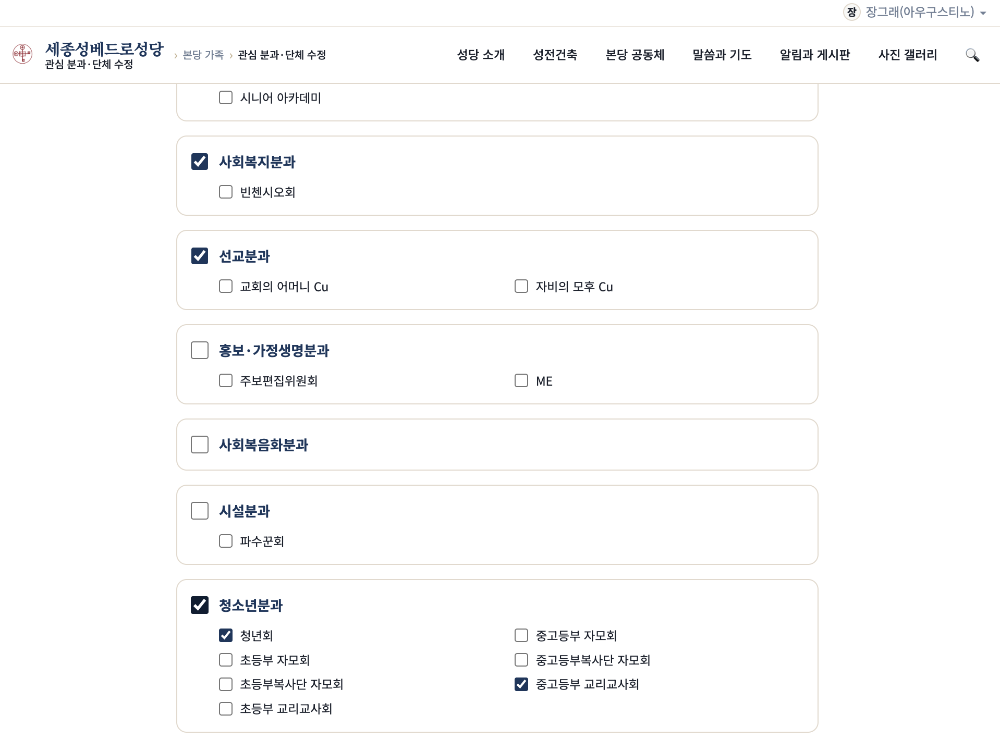 장 장그래(아우구스티노)
세종성베드로성당
관심 분과·단체 수정
› 본당 가족 › 관심 분과·단체 수정
성당 소개 성전건축 본당 공동체 말씀과 기도 알림과 게시판 사진 갤러리
시니어 아카데미
사회복지분과
빈첸시오회
선교분과
교회의 어머니 Cu 자비의 모후 Cu
홍보·가정생명분과
주보편집위원회 ME
사회복음화분과
시설분과
파수꾼회
청소년분과
청년회 중고등부 자모회
초등부 자모회 중고등부복사단 자모회
초등부복사단 자모회 중고등부 교리교사회
초등부 교리교사회